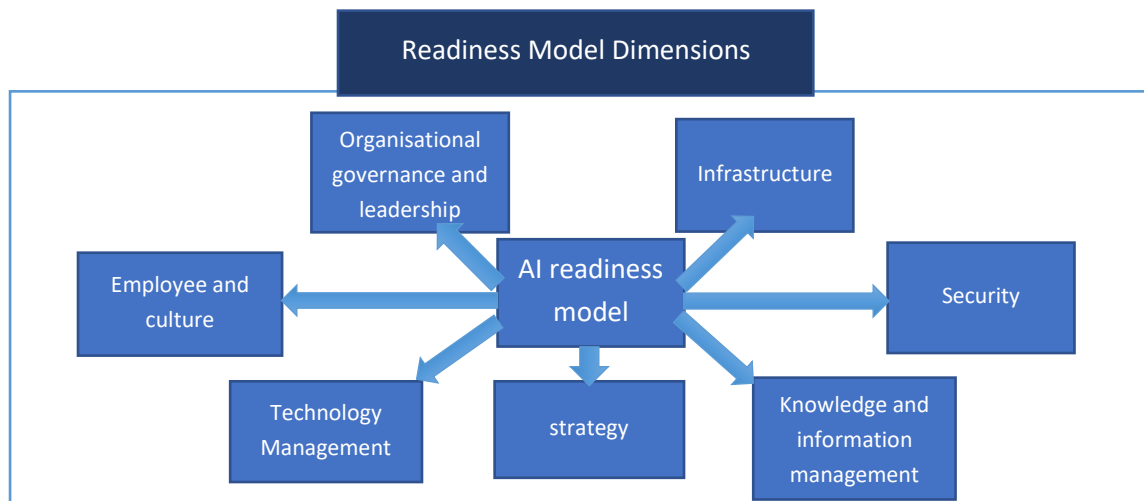 Readiness Model Dimensions
Organisational
governance and
leadership
Infrastructure
AI readiness
model
Employee and
culture
Security
Technology
Management
strategy
Knowledge and
information
management